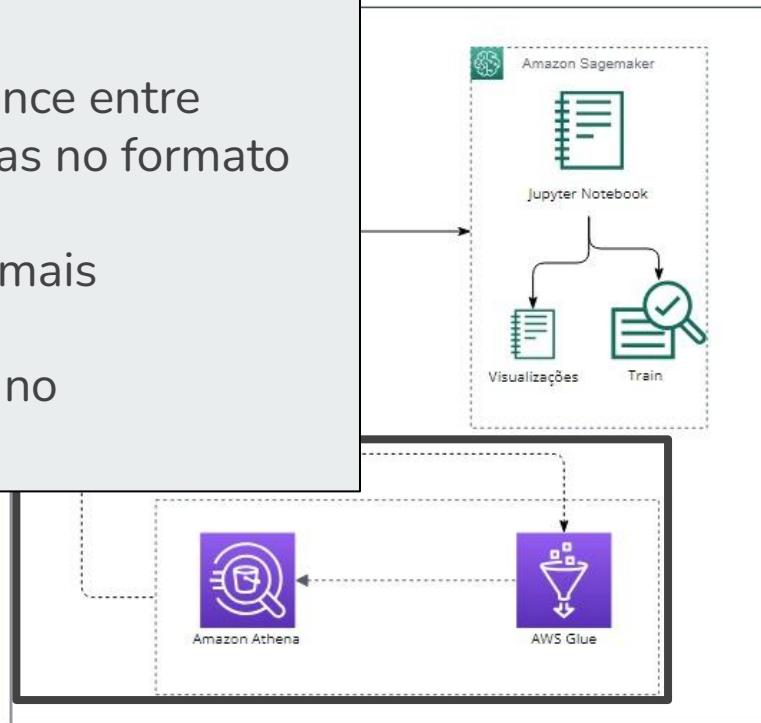 nce entre
as no formato
mais
no
Amazon Sagemaker
Jupyter Notebook
Visualizações
Train
Amazon Athena
AWS Glue